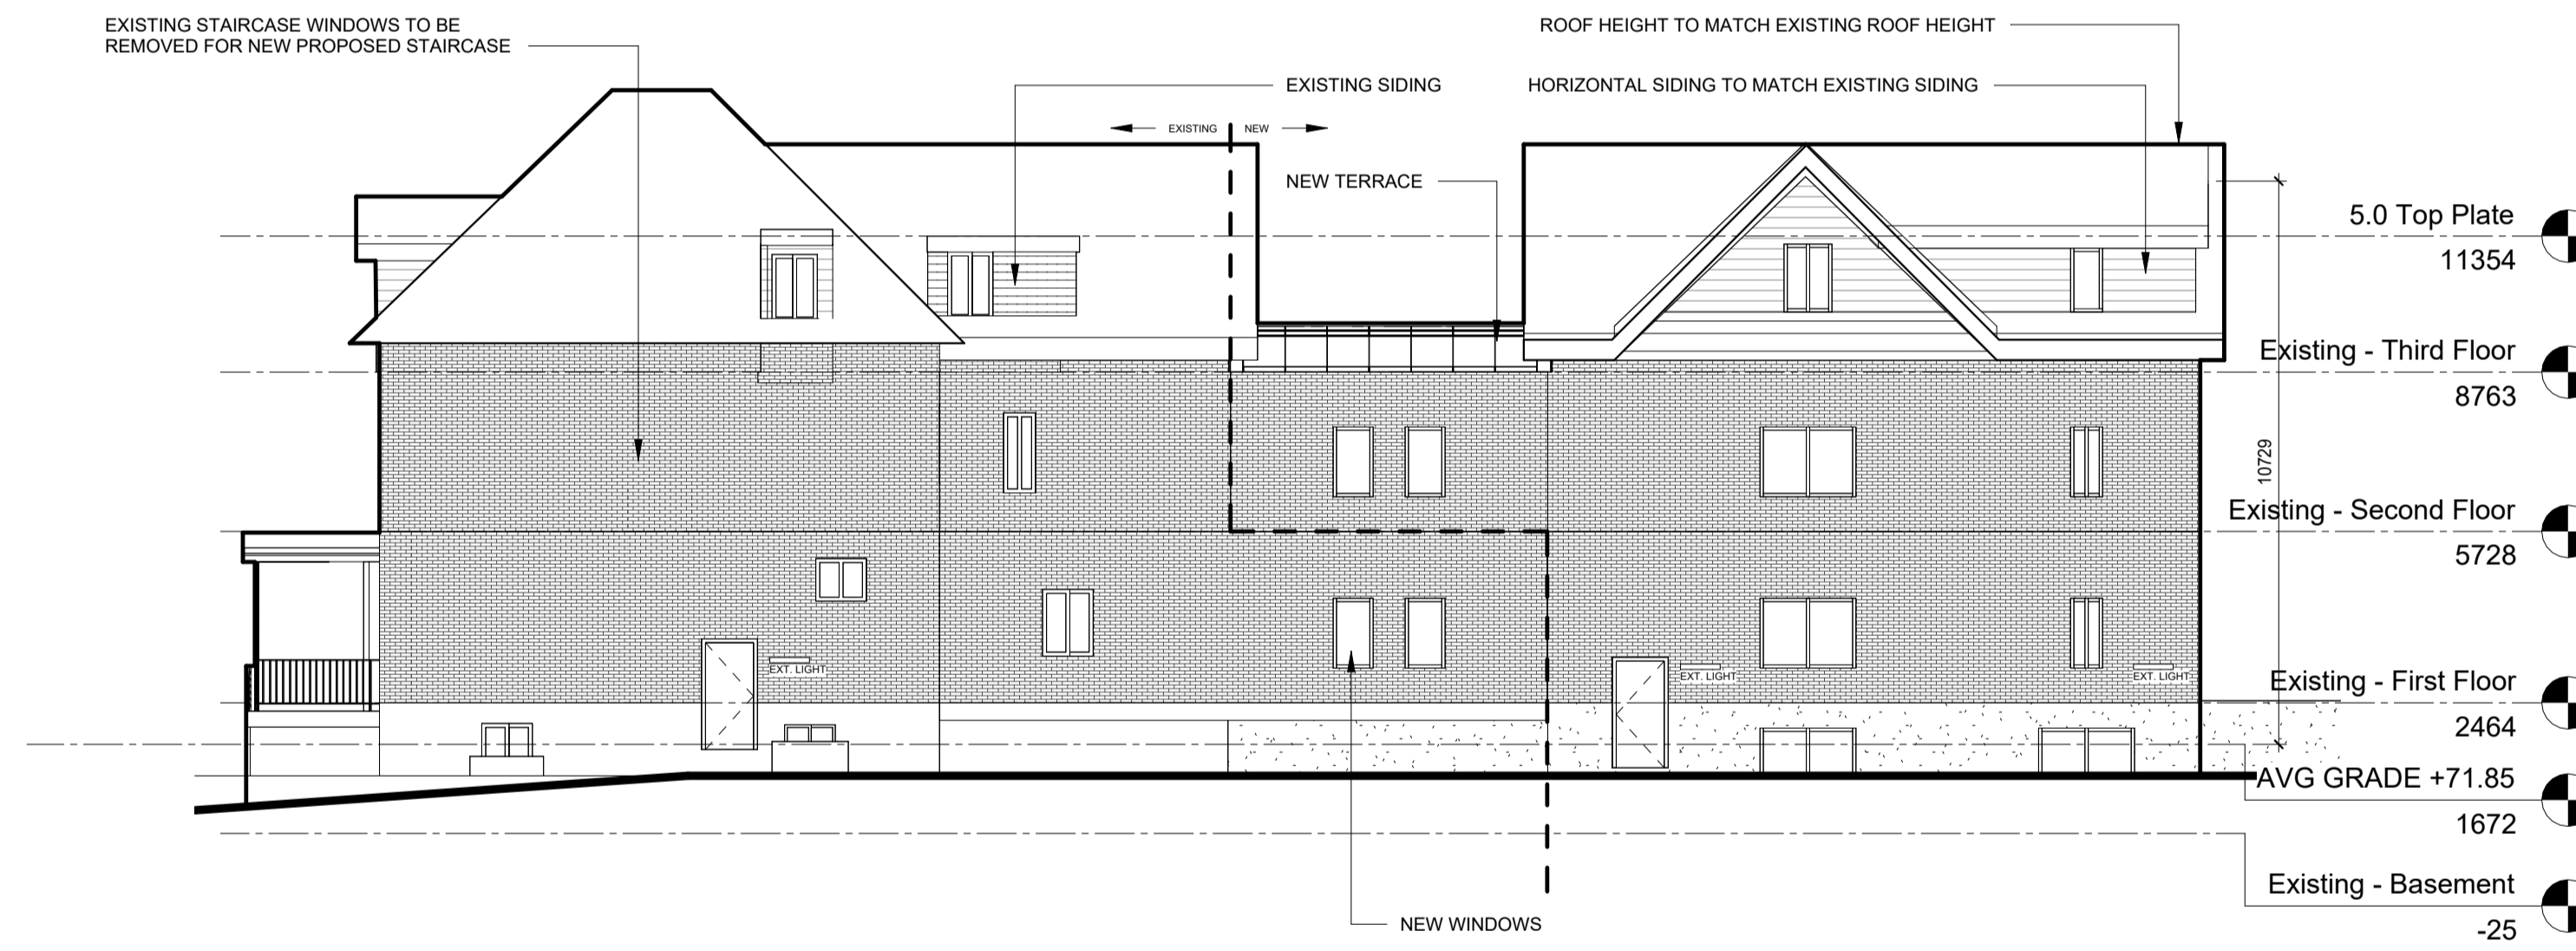 EXISTING STAIRCASE WINDOWS TO BE
REMOVED FOR NEW PROPOSED STAIRCASE
ROOF HEIGHT TO MATCH EXISTING ROOF HEIGHT
EXISTING SIDING
HORIZONTAL SIDING TO MATCH EXISTING SIDING
EXISTING
NEW
NEW TERRACE
5.0 Top Plate
11354
Existing - Third Floor
8763
10729
Existing - Second Floor
5728
EXT. LIGHT
EXT. LIGHT
EXT. LIGHT
Existing - First Floor
2464
AVG GRADE +71.85
1672
Existing - Basement
-25
NEW WINDOWS